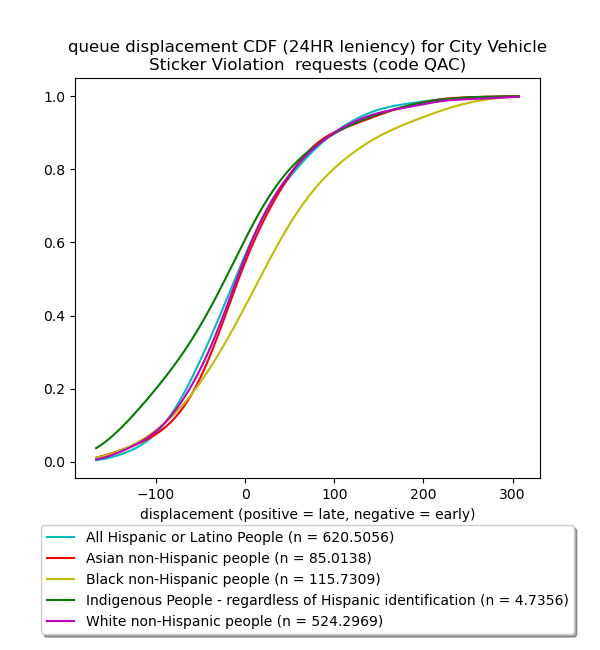 queue displacement CDF (24HR leniency) for City Vehicle
Sticker Violation  requests (code QAC)
1.0
0.8
0.6
0.4
0.2
0.0
−100
0
100
200
300
displacement (positive = late, negative = early)
All Hispanic or Latino People (n = 620.5056)
Asian non-Hispanic people (n = 85.0138)
Black non-Hispanic people (n = 115.7309)
Indigenous People - regardless of Hispanic identification (n = 4.7356)
White non-Hispanic people (n = 524.2969)